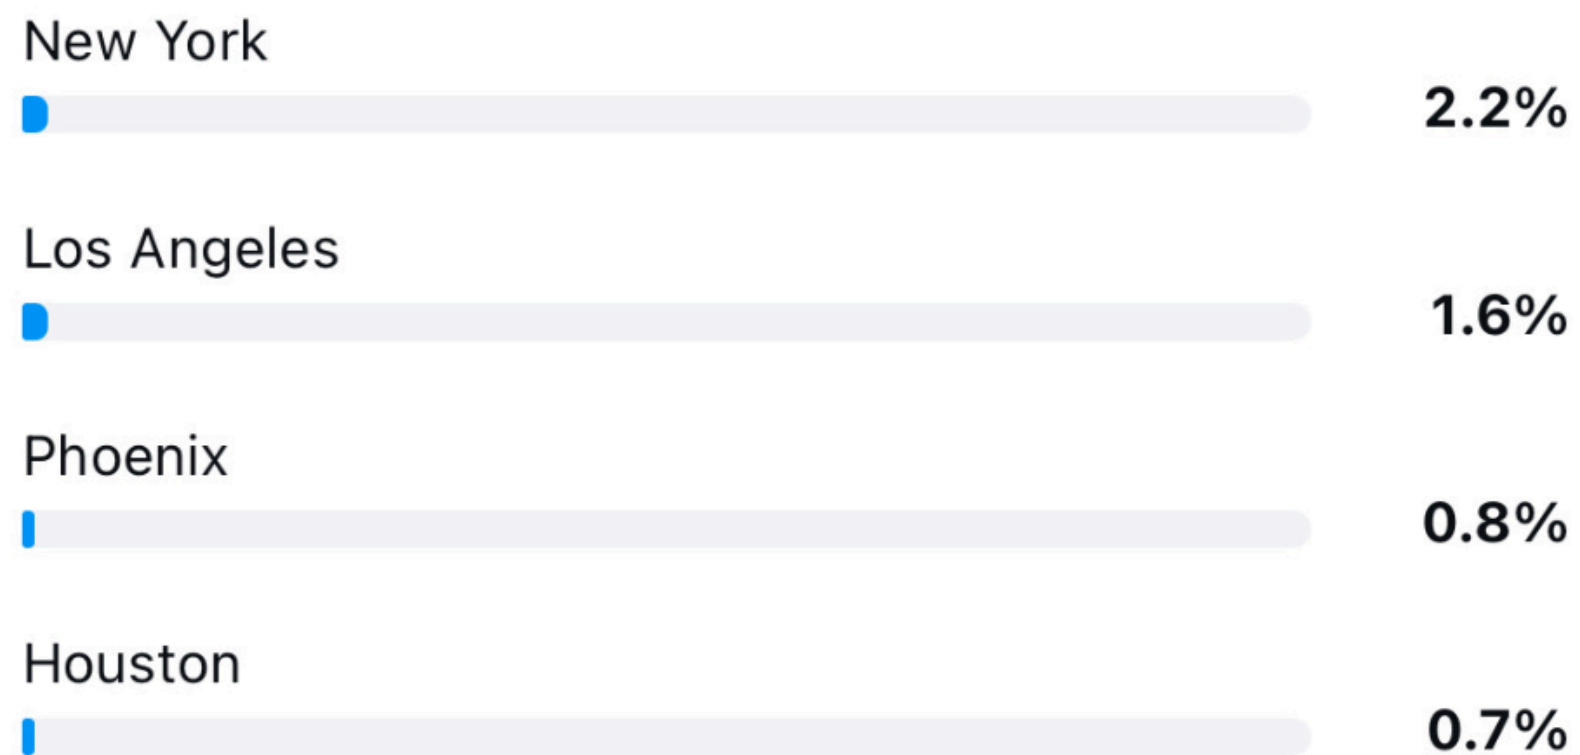 New York
2.2%
Los Angeles
1.6%
Phoenix
0.8%
Houston
0.7%